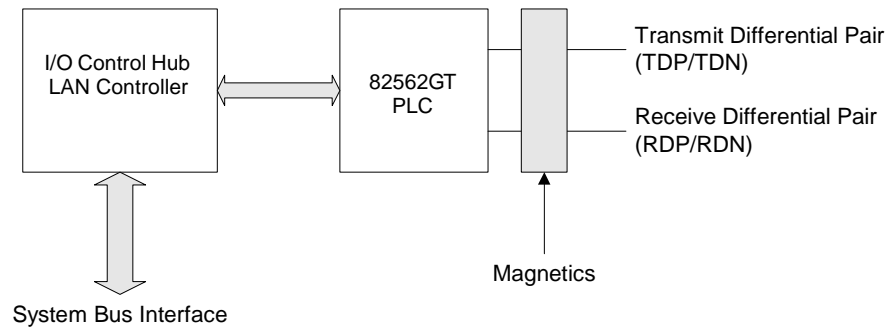 I/O Control Hub
LAN Controller
82562GT
PLC
Transmit Differential Pair
(TDP/TDN)
Receive Differential Pair
(RDP/RDN)
Magnetics
System Bus Interface